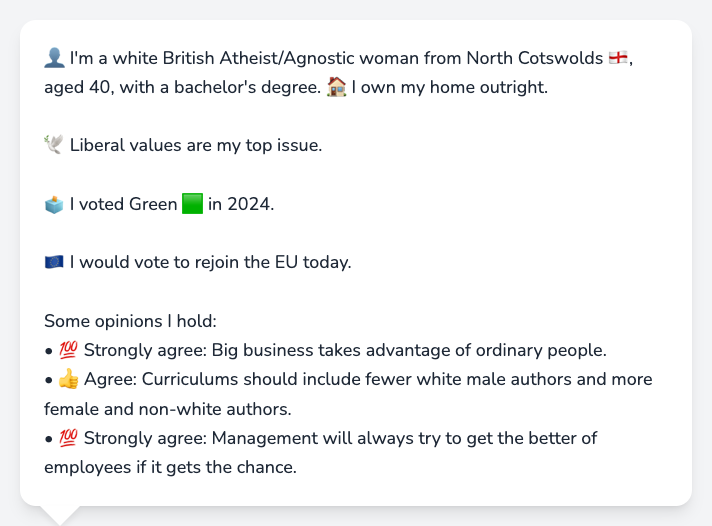 👤 I'm a white British Atheist/Agnostic woman from North Cotswolds 🏴󠁧󠁢󠁥󠁮󠁧󠁿,
aged 40, with a bachelor's degree. 🏠 I own my home outright.
🕊️ Liberal values are my top issue.
🗳️ I voted Green 🟩 in 2024.
🇪🇺 I would vote to rejoin the EU today.
Some opinions I hold:
• 💯 Strongly agree: Big business takes advantage of ordinary people.
• 👍 Agree: Curriculums should include fewer white male authors and more
female and non-white authors.
• 💯 Strongly agree: Management will always try to get the better of
employees if it gets the chance.